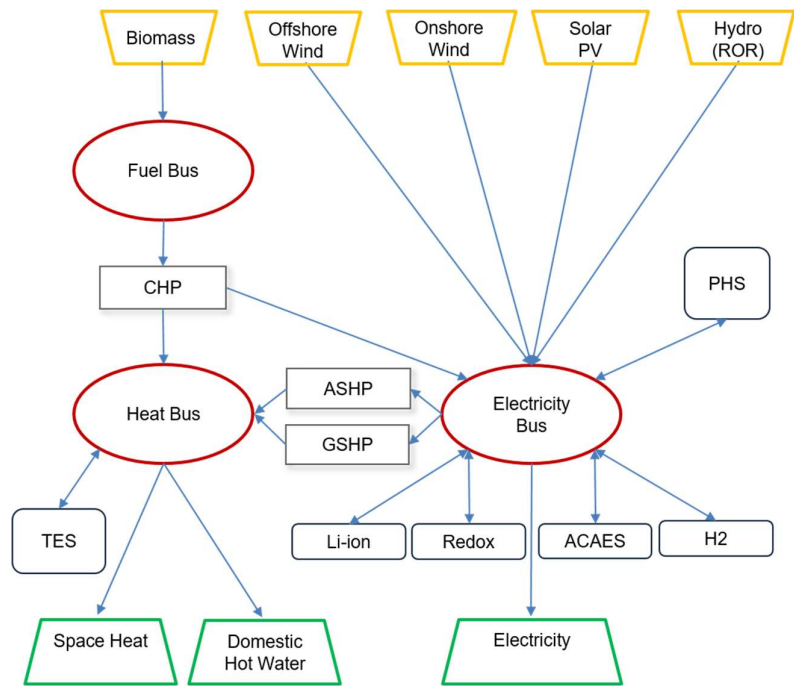 Biomass
Offshore
Wind
Onshore
Wind
Solar
PV
Hydro
(ROR)
Fuel Bus
CHP
PHS
Heat Bus
ASHP
GSHP
Electricity
Bus
TES
Li-ion
Redox
ACAES
H2
Space Heat
Domestic
Hot Water
Electricity